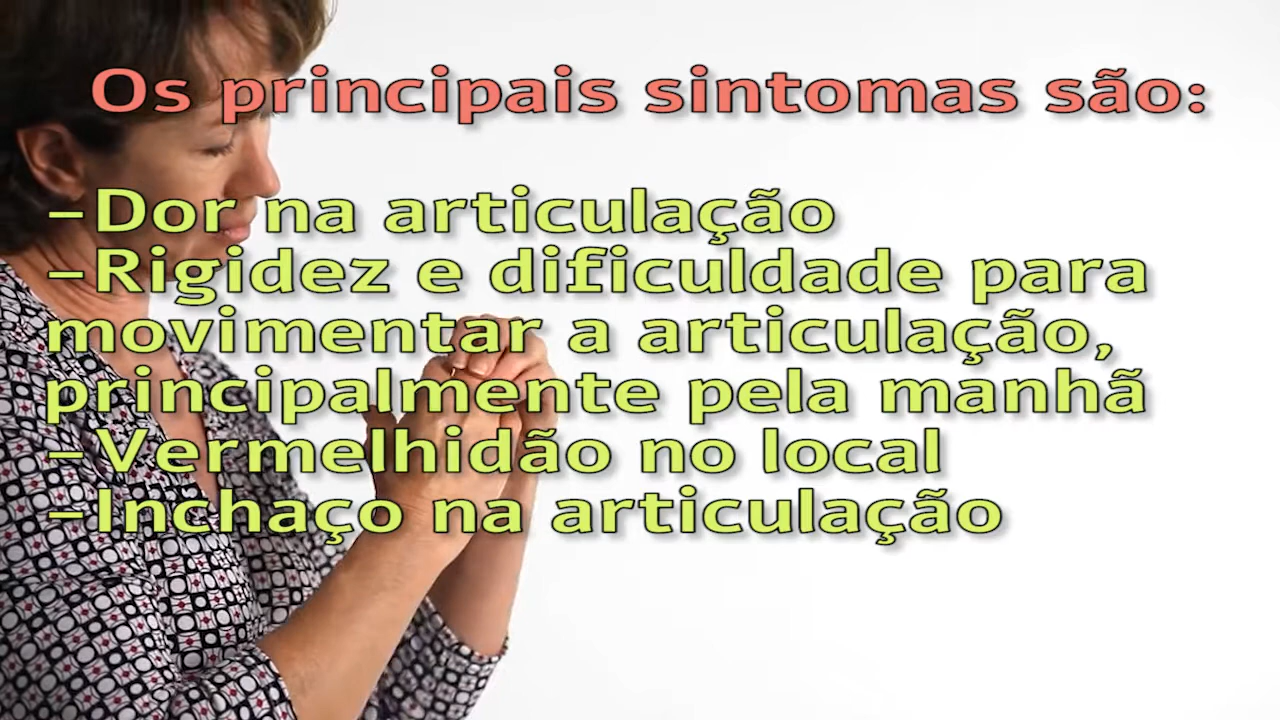 Os principais sintomas são:
-Dor na articulação
-Rigidez e dificuldade para
movimentar a articulação,
principalmente pela manhã
-Vermelhidão no local
-Inchaço na articulação